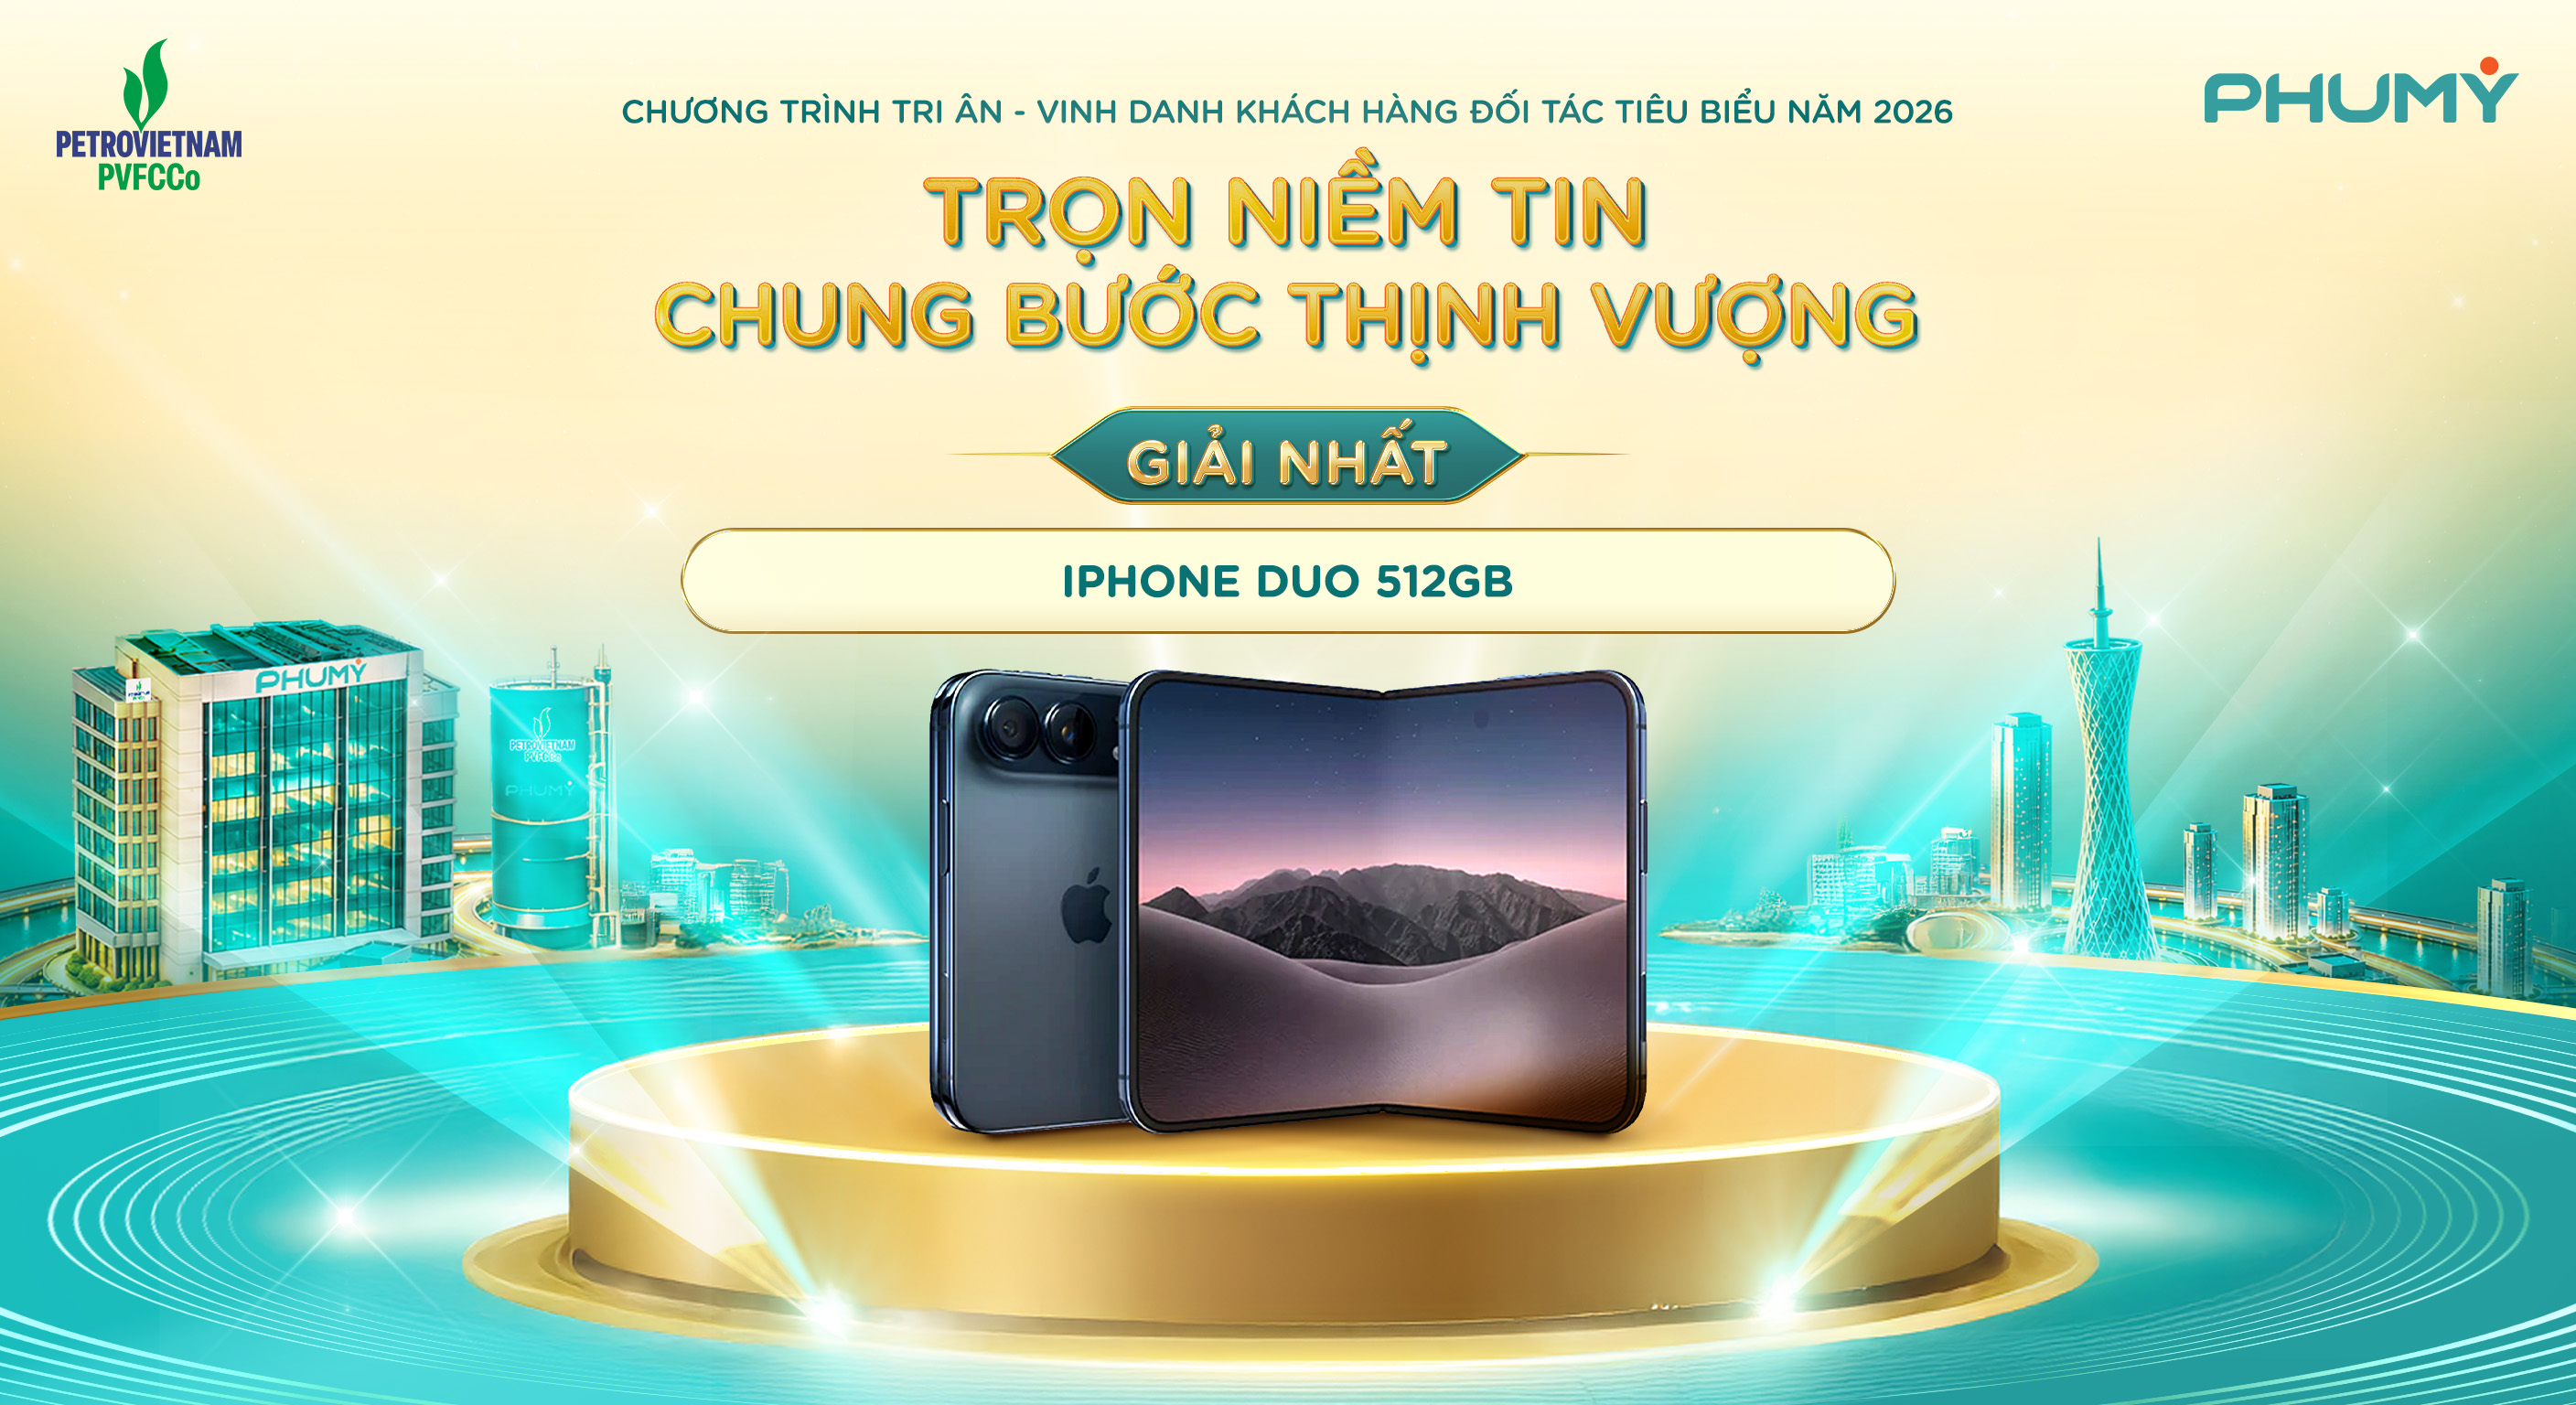 PETROVIETNAM
PVFCCo
PHUMỸ
CHƯƠNG TRÌNH TRI ÂN - VINH DANH KHÁCH HÀNG ĐỐI TÁC TIÊU BIỂU NĂM 2026
TRỌN NIỀM TIN
CHUNG BƯỚC THỊNH VƯỢNG
GIẢI NHẤT
IPHONE DUO 512GB
PHUMỸ
PETROVIETNAM
PVFCCo
PHUMỸ